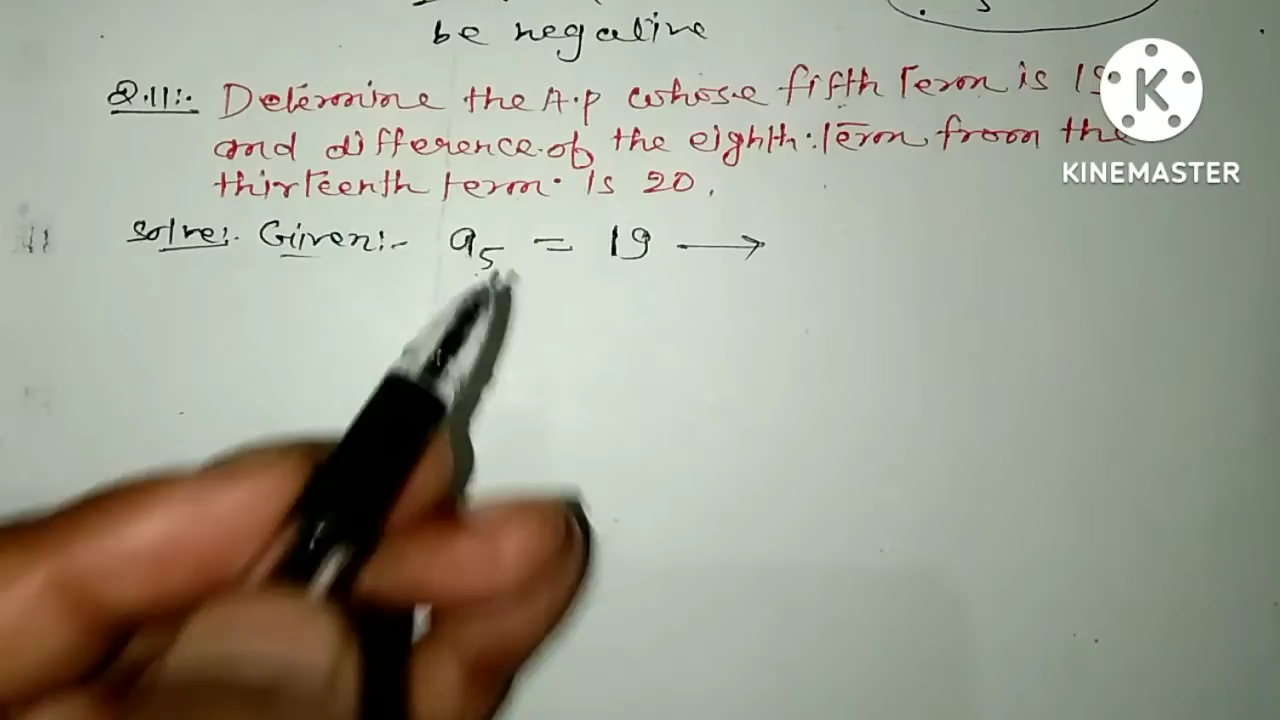 be negative
Q.11:. Determine the A.P whose fifth Term is 19
and difference of the eighth Term from the
thirteenth term is 20.
Solve:. Given:- a5 = 19 →
K
KINEMASTER